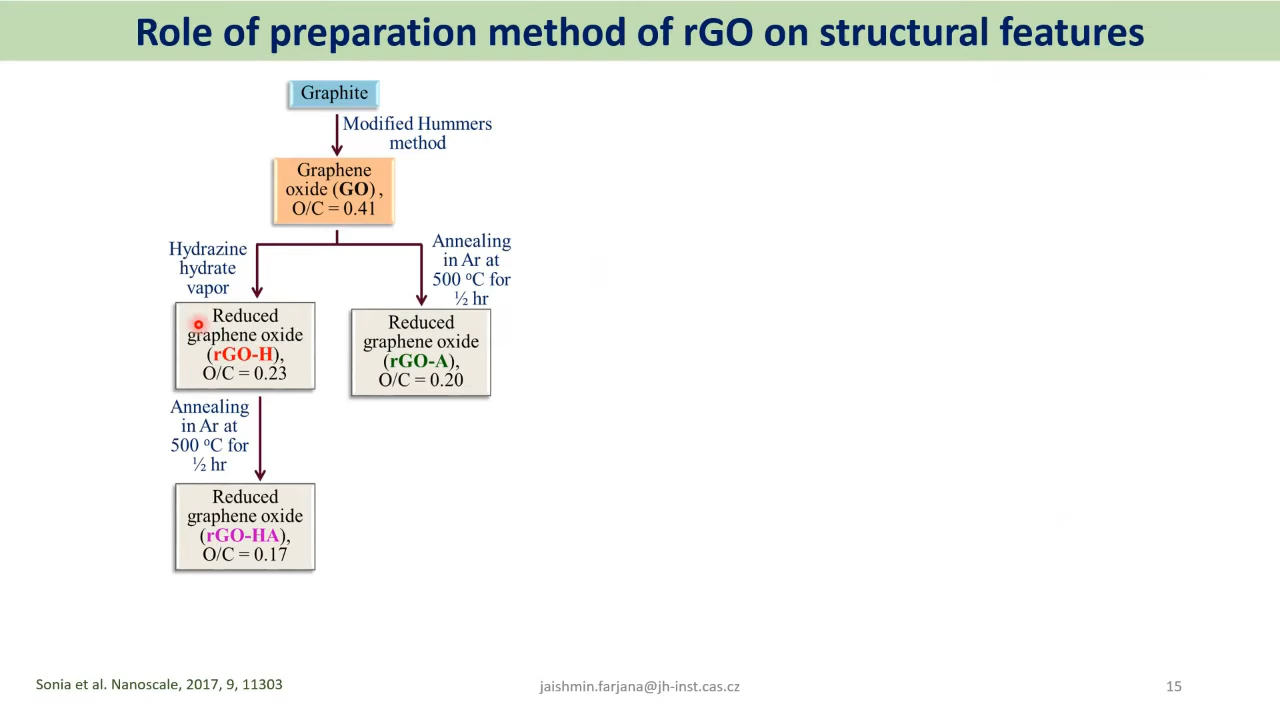 Role of preparation method of rGO on structural features
Graphite
Modified Hummers
method
Graphene
oxide (GO) ,
O/C = 0.41
Hydrazine
hydrate
vapor
Annealing
in Ar at
500 °C for
½ hr
Reduced
graphene oxide
(rGO-H),
O/C = 0.23
Reduced
graphene oxide
(rGO-A),
O/C = 0.20
Annealing
in Ar at
500 °C for
½ hr
Reduced
graphene oxide
(rGO-HA),
O/C = 0.17
Sonia et al. Nanoscale, 2017, 9, 11303
jaishmin.farjana@jh-inst.cas.cz
15